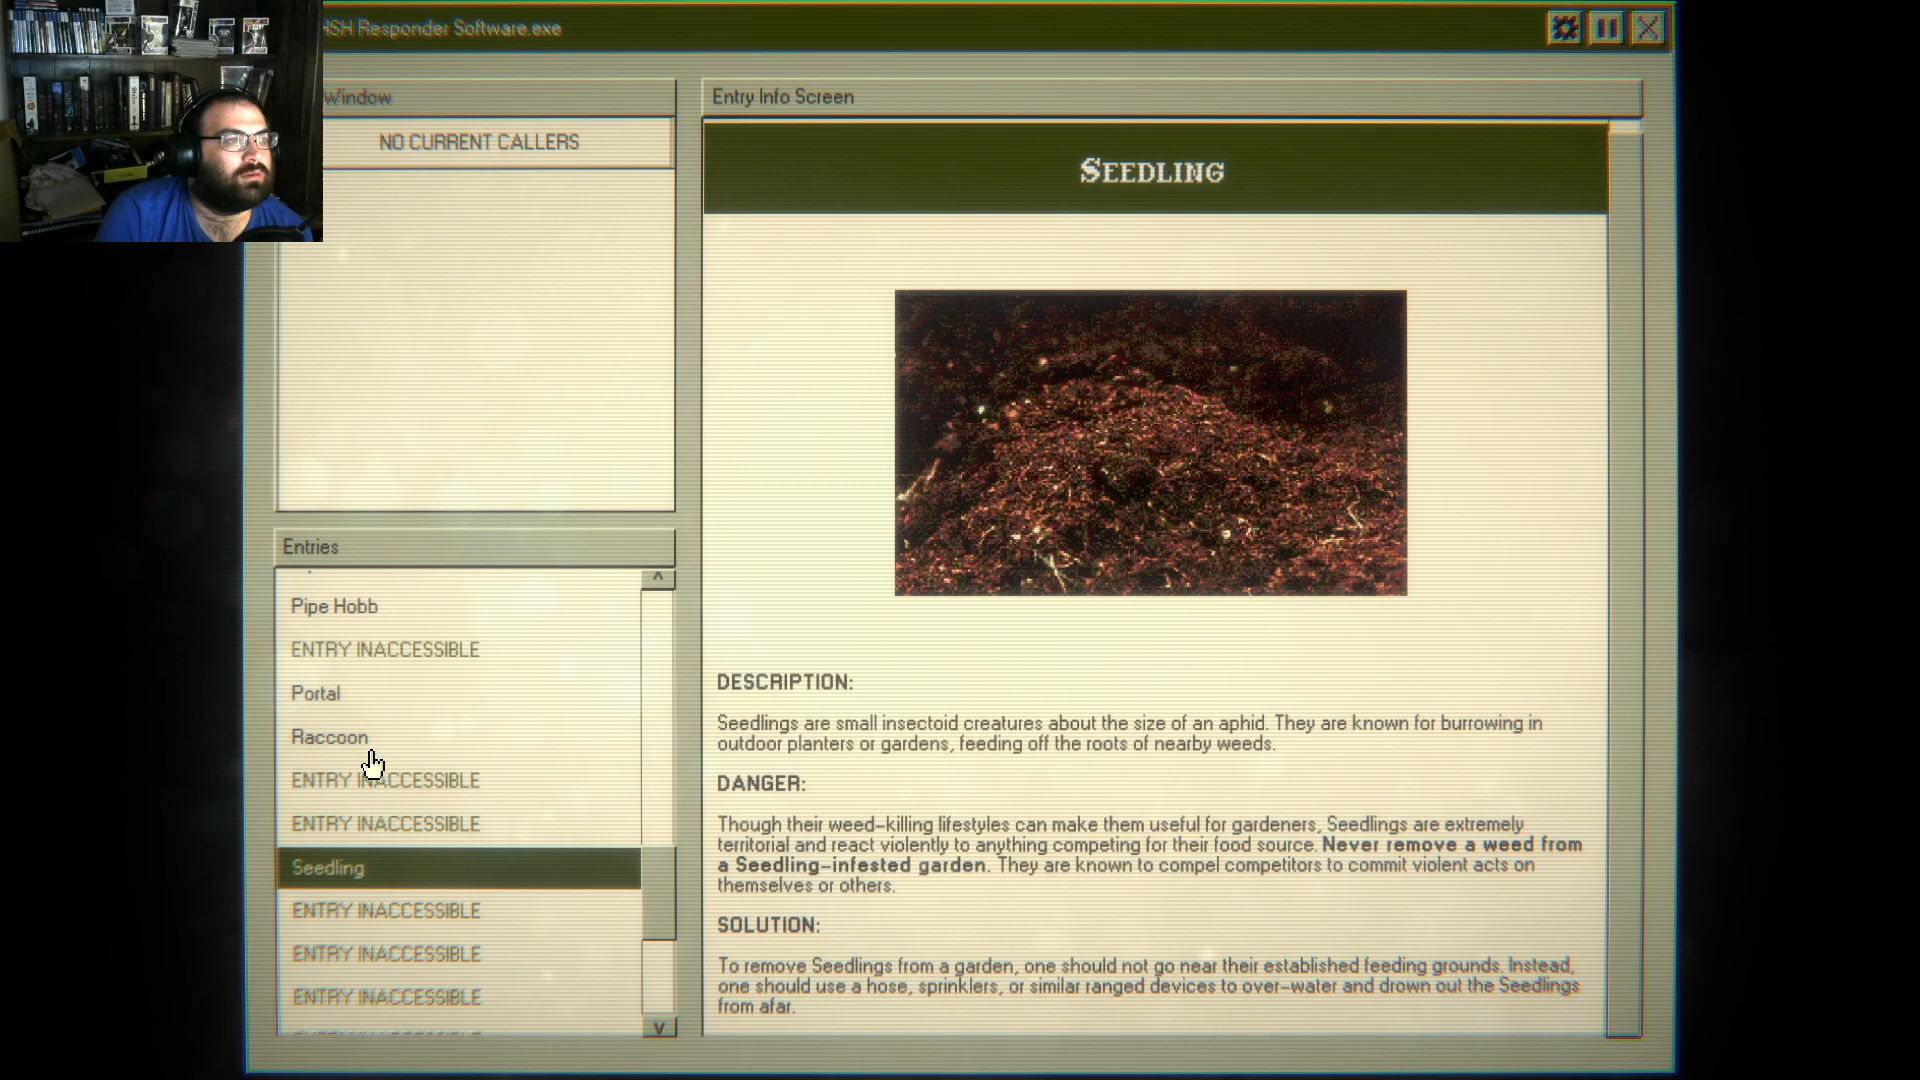 HSH Responder Software.exe
Window
NO CURRENT CALLERS
Entries
Pipe Hobb
ENTRY INACCESSIBLE
Portal
Raccoon
ENTRY INACCESSIBLE
ENTRY INACCESSIBLE
Seedling
ENTRY INACCESSIBLE
ENTRY INACCESSIBLE
ENTRY INACCESSIBLE
Entry Info Screen
SEEDLING
DESCRIPTION:
Seedlings are small insectoid creatures about the size of an aphid. They are known for burrowing in
outdoor planters or gardens, feeding off the roots of nearby weeds.
DANGER:
Though their weed-killing lifestyles can make them useful for gardeners, Seedlings are extremely
territorial and react violently to anything competing for their food source. Never remove a weed from
a Seedling-infested garden. They are known to compel competitors to commit violent acts on
themselves or others.
SOLUTION:
To remove Seedlings from a garden, one should not go near their established feeding grounds. Instead,
one should use a hose, sprinklers, or similar ranged devices to over-water and drown out the Seedlings
from afar.